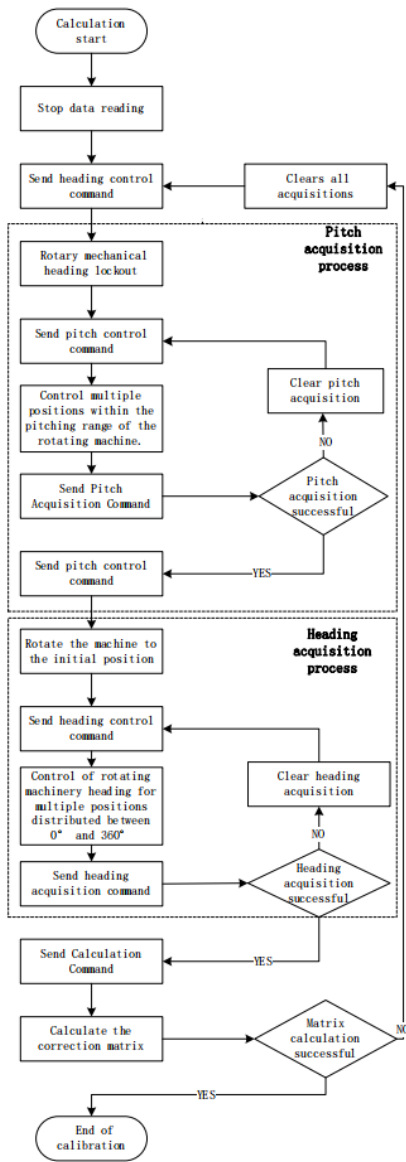 Calculation
start
Stop data reading
Send heading control
command
Clears all
acquisitions
Pitch
acquisition
process
Rotary mechanical
heading lockout
Send pitch control
command
Clear pitch
acquisition
Control multiple
positions within the
pitching range of the
rotating machine.
NO
Send Pitch
Acquisition Command
Pitch
acquisition
successful
Send pitch control
command
YES
Heading
acquisition
process
Rotate the machine to
the initial position
Send heading control
command
Control of rotating
machinery heading for
multiple positions
distributed between
0° and 360°
Clear heading
acquisition
NO
Send heading
acquisition command
Heading
acquisition
successful
Send Calculation
Command
YES
Calculate the
correction matrix
Matrix
calculation
successful
NO
YES
End of
calibration